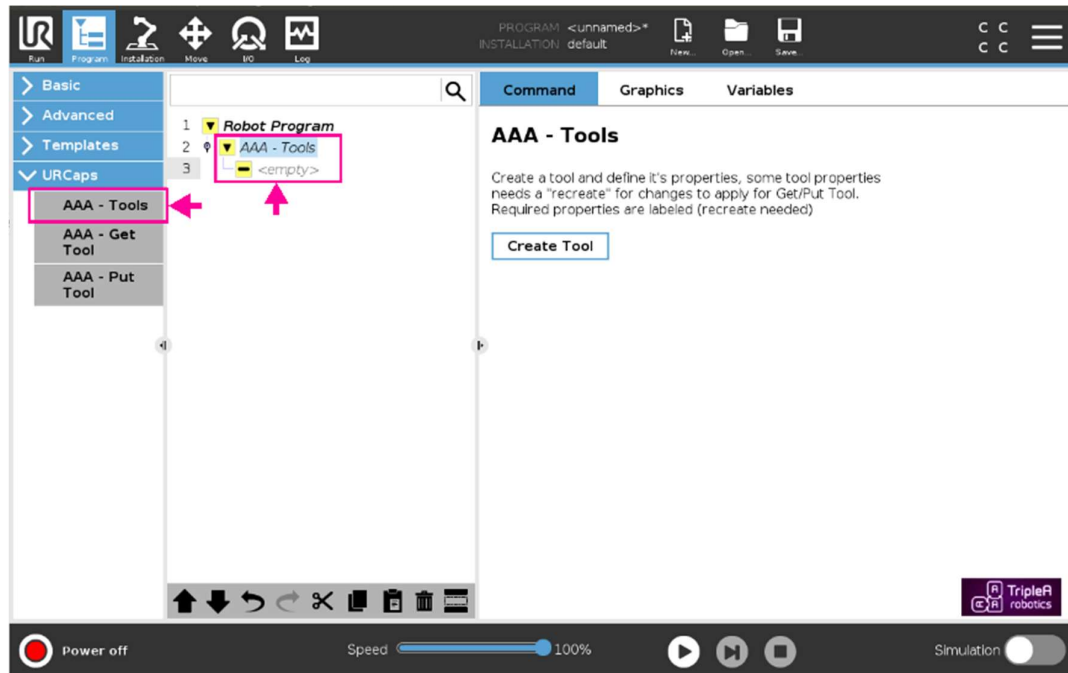 PROGRAM <unnamed>*
INSTALLATION default
New...
Open...
Save...
C C
C C
Run
Program
Installation
Move
I/O
Log
Basic
Advanced
Templates
URCaps
AAA - Tools
AAA - Get
Tool
AAA - Put
Tool
1 Robot Program
2 AAA - Tools
3 <empty>
Command
Graphics
Variables
AAA - Tools
Create a tool and define it's properties, some tool properties
needs a "recreate" for changes to apply for Get/Put Tool.
Required properties are labeled (recreate needed)
Create Tool
TripleA
robotics
Power off
Speed
100%
Simulation